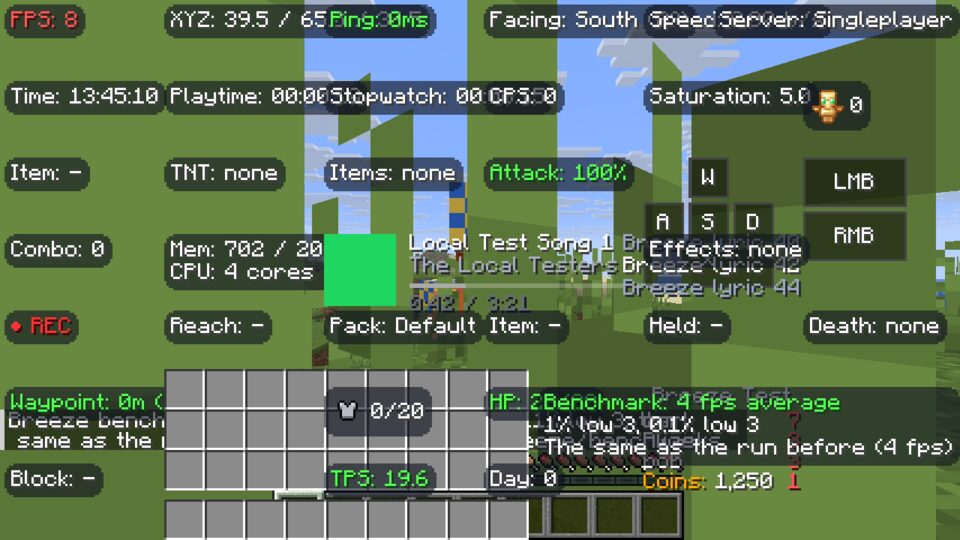 FPS: 8
XYZ: 39.5 / 65
Ping: 0ms
Facing: South
Speed
Server: Singleplayer
Time: 13:45:10
Playtime: 00:00
Stopwatch: 00:
CPS: 0
Saturation: 5.0
0
Item: -
TNT: none
Items: none
Attack: 100%
W
LMB
A S D
RMB
Combo: 0
Mem: 702 / 20
CPU: 4 cores
Local Test Song 1
The Local Testers
0:42 / 3:21
Effects: none
Breeze lyric 42
Breeze lyric 44
● REC
Reach: -
Pack: Default
Item: -
Held: -
Death: none
Waypoint: 0m (
Breeze benc
same as the
0/20
HP: 2
Breeze Test
Benchmark: 4 fps average
1% low 3, 0.1% low 3
The same as the run before (4 fps)
7
Block: -
TPS: 19.6
Day: 0
Coins: 1,250
1